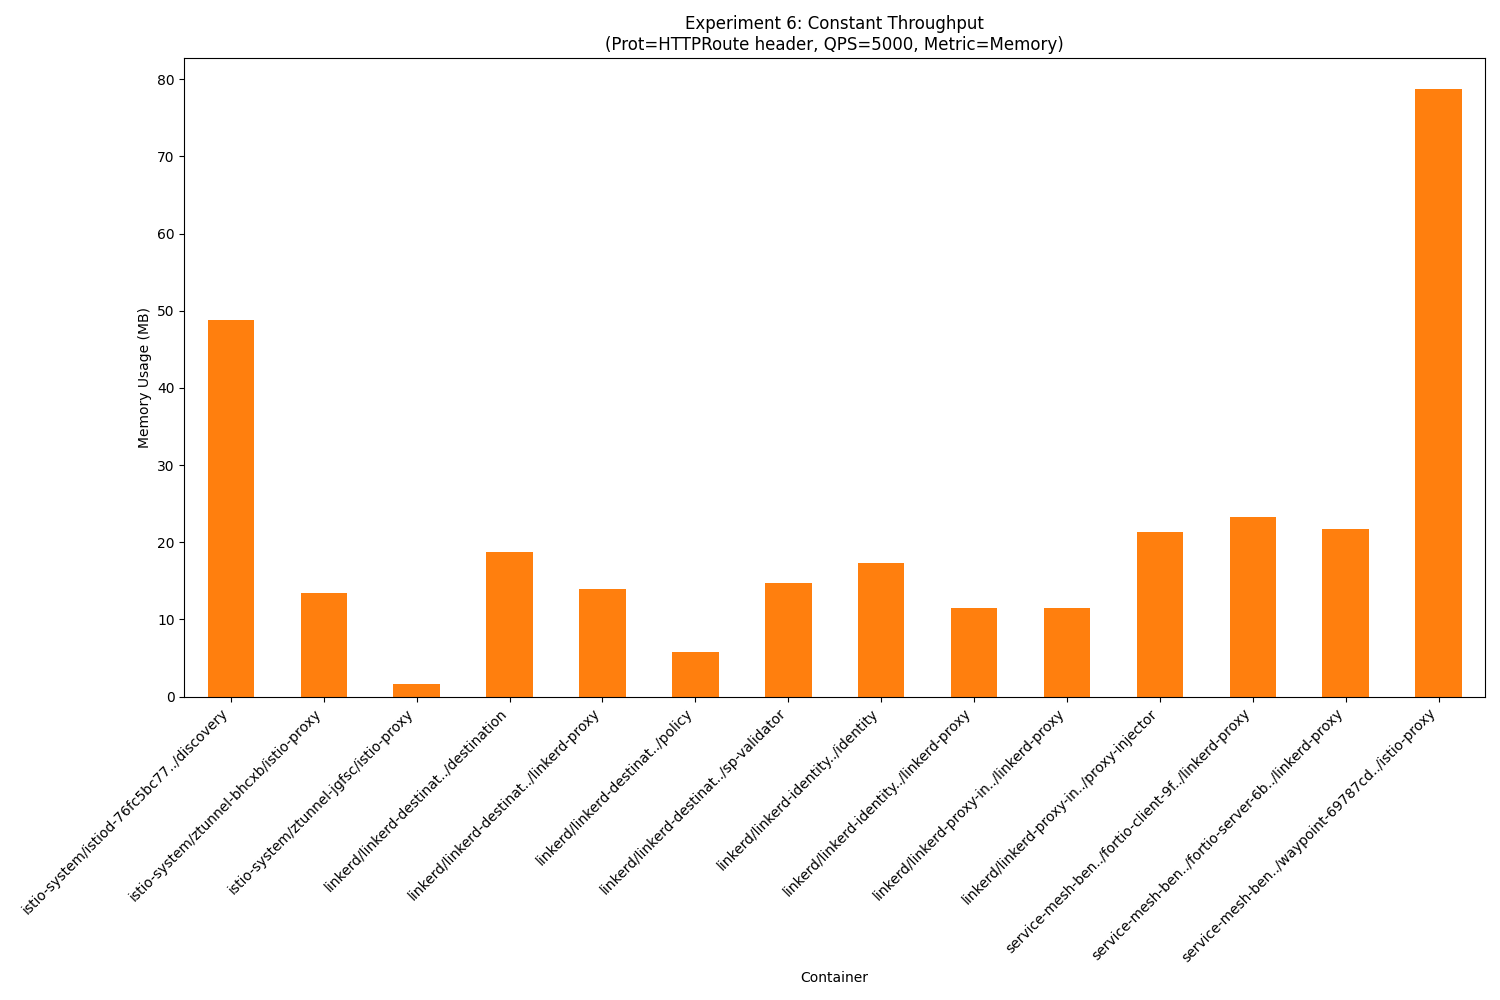 Experiment 6: Constant Throughput
(Prot=HTTPRoute header, QPS=5000, Metric=Memory)
Memory Usage (MB)
80
70
60
50
40
30
20
10
0
istio-system/istiod-76fc5bc77../discovery
istio-system/ztunnel-bhcxb/istio-proxy
istio-system/ztunnel-jgfsc/istio-proxy
linkerd/linkerd-destinat../destination
linkerd/linkerd-destinat../linkerd-proxy
linkerd/linkerd-destinat../policy
linkerd/linkerd-destinat../sp-validator
linkerd/linkerd-identity../identity
linkerd/linkerd-identity../linkerd-proxy
linkerd/linkerd-proxy-in../linkerd-proxy
linkerd/linkerd-proxy-in../proxy-injector
service-mesh-ben../fortio-client-9f../linkerd-proxy
service-mesh-ben../fortio-server-6b../linkerd-proxy
service-mesh-ben../waypoint-69787cd../istio-proxy
Container